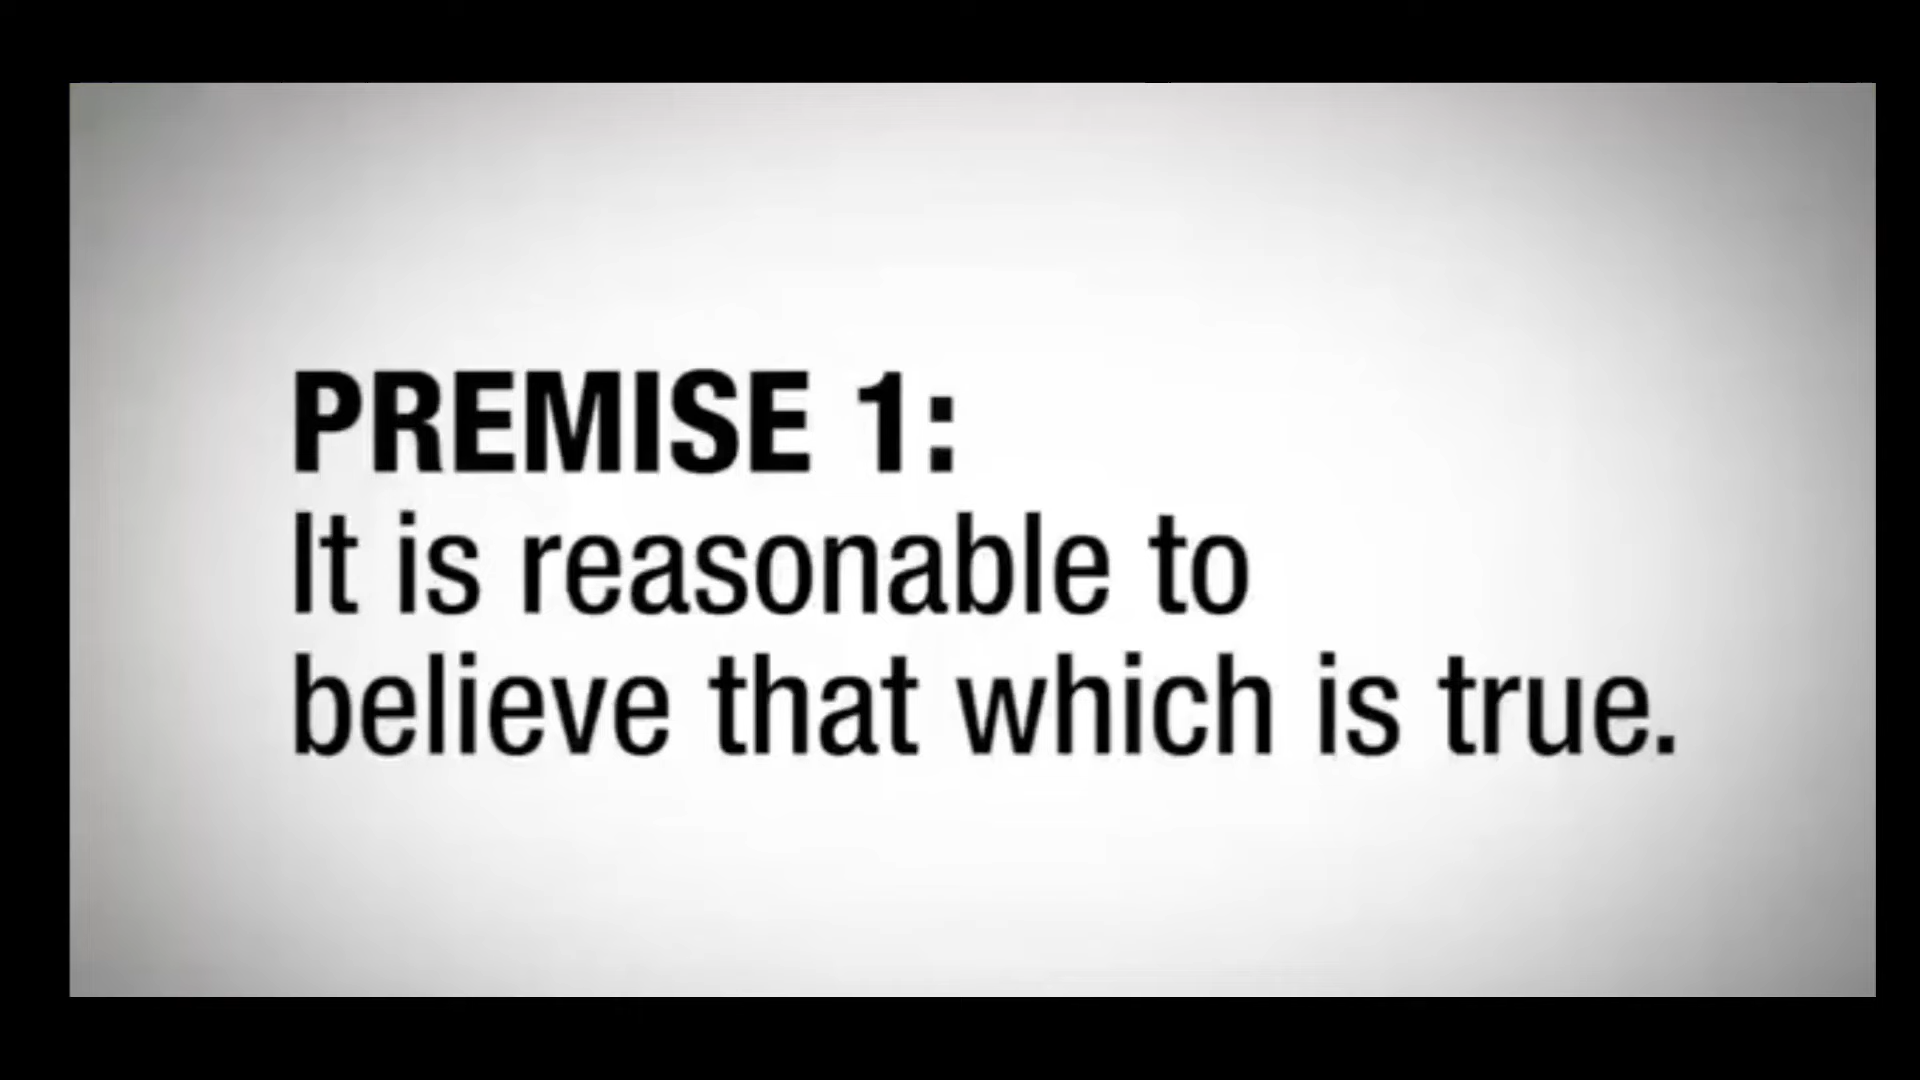 PREMISE 1:
It is reasonable to
believe that which is true.